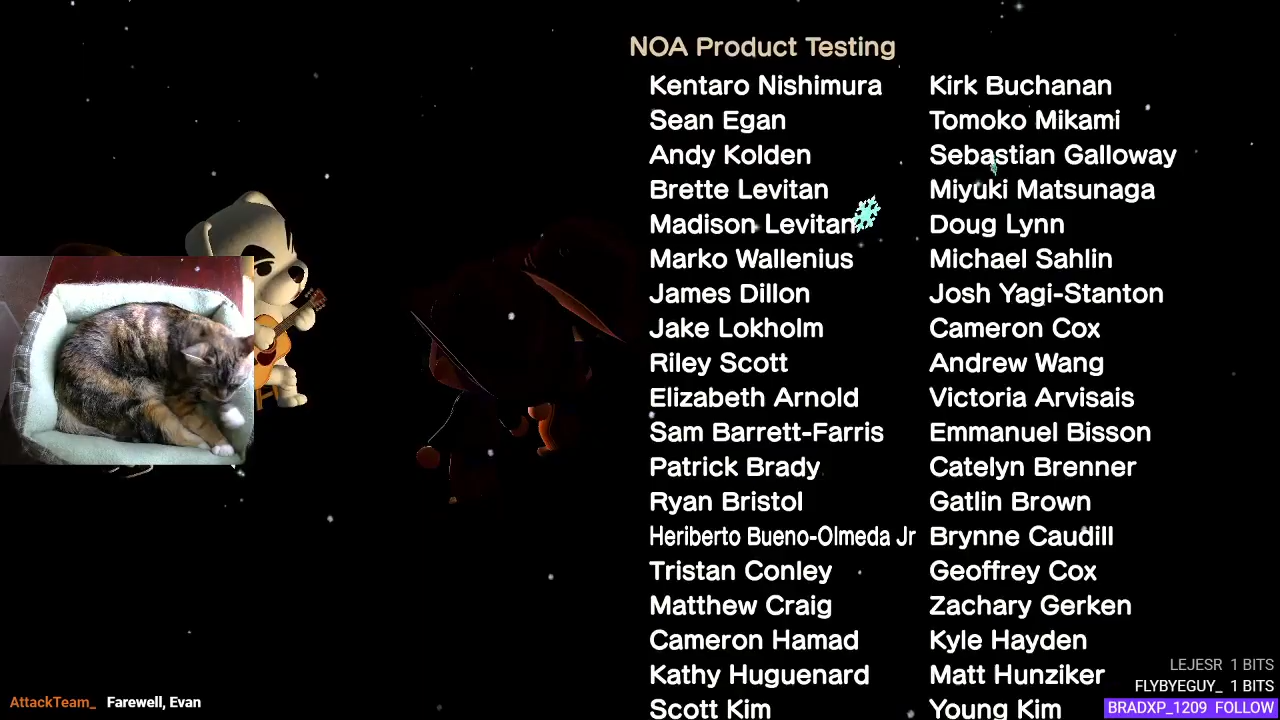 NOA Product Testing
Kentaro Nishimura Kirk Buchanan
Sean Egan Tomoko Mikami
Andy Kolden Sebastian Galloway
Brette Levitan Miyuki Matsunaga
Madison Levitan Doug Lynn
Marko Wallenius Michael Sahlin
James Dillon Josh Yagi-Stanton
Jake Lokholm Cameron Cox
Riley Scott Andrew Wang
Elizabeth Arnold Victoria Arvisais
Sam Barrett-Farris Emmanuel Bisson
Patrick Brady Catelyn Brenner
Ryan Bristol Gatlin Brown
Heriberto Bueno-Olmeda Jr Brynne Caudill
Tristan Conley Geoffrey Cox
Matthew Craig Zachary Gerken
Cameron Hamad Kyle Hayden
Kathy Huguenard Matt Hunziker
Scott Kim Young Kim
LEJESR 1 BITS
FLYBYEGUY_ 1 BITS
BRADXP_1209 FOLLOW
AttackTeam_ Farewell, Evan